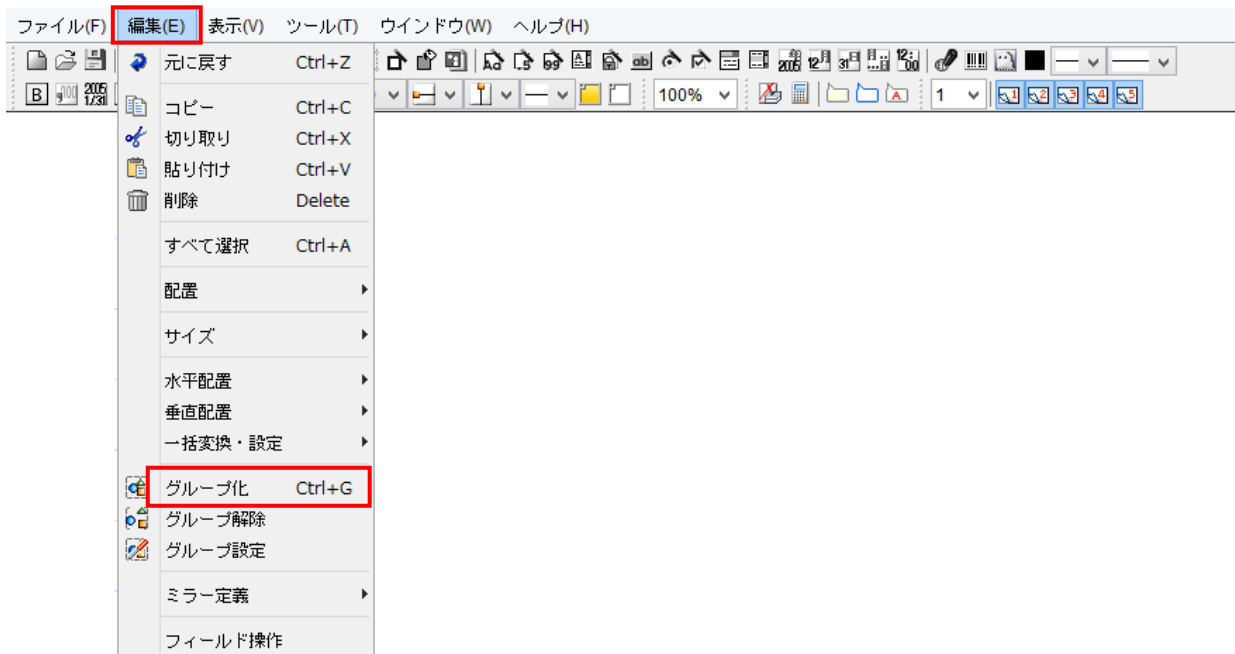 ファイル(F) 編集(E) 表示(V) ツール(T) ウインドウ(W) ヘルプ(H)
元に戻す Ctrl+Z
100% 1
コピー Ctrl+C
切り取り Ctrl+X
貼り付け Ctrl+V
削除 Delete
すべて選択 Ctrl+A
配置
サイズ
水平配置
垂直配置
一括変換・設定
グループ化 Ctrl+G
グループ解除
グループ設定
ミラー定義
フィールド操作